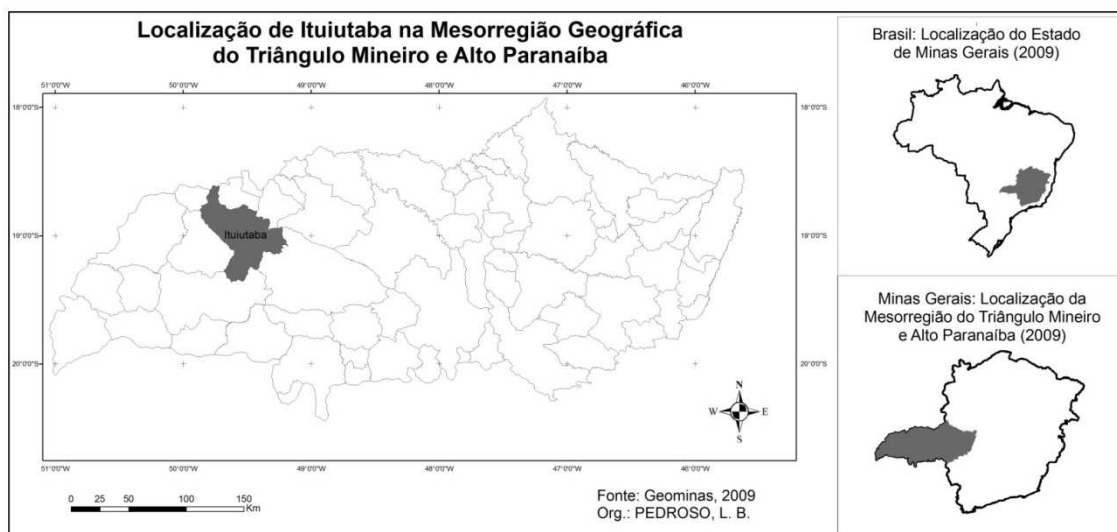 Localização de Ituiutaba na Mesorregião Geográfica
do Triângulo Mineiro e Alto Paranaíba
51°0'0"W
50°0'0"W
49°0'0"W
48°0'0"W
47°0'0"W
46°0'0"W
18°0'0"S
18°0'0"S
Ituiutaba
19°0'0"S
19°0'0"S
20°0'0"S
20°0'0"S
N
W
E
S
51°0'0"W
50°0'0"W
49°0'0"W
48°0'0"W
47°0'0"W
46°0'0"W
0 25 50 100 150
Km
Fonte: Geominas, 2009
Org.: PEDROSO, L. B.
Brasil: Localização do Estado
de Minas Gerais (2009)
Minas Gerais: Localização da
Mesorregião do Triângulo Mineiro
e Alto Paranaíba (2009)